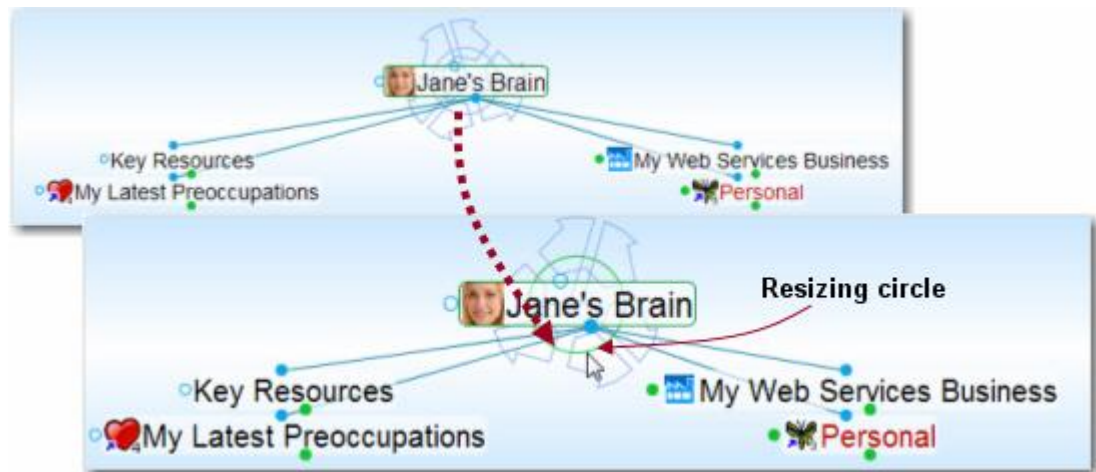 Jane's Brain
Key Resources
My Web Services Business
My Latest Preoccupations
Personal
Jane's Brain
Resizing circle
Key Resources
My Web Services Business
My Latest Preoccupations
Personal